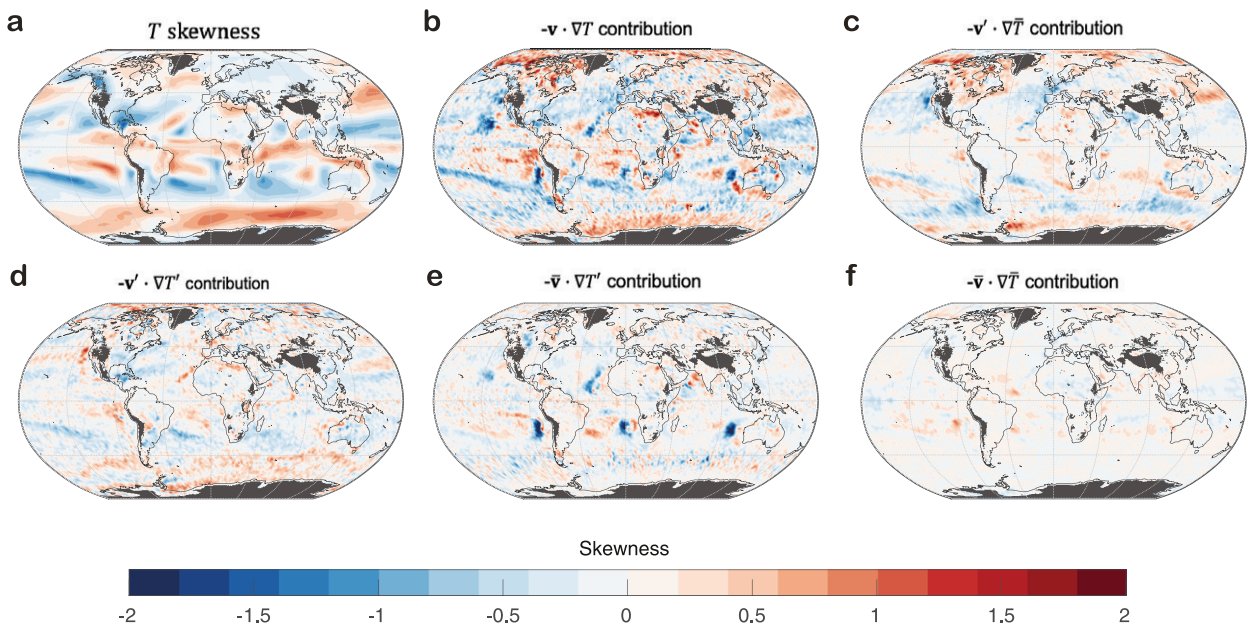 a
T skewness
b
-v · ∇T contribution
c
-v′ · ∇T̄ contribution
d
-v′ · ∇T′ contribution
e
-v̄ · ∇T′ contribution
f
-v̄ · ∇T̄ contribution
Skewness
-2 -1.5 -1 -0.5 0 0.5 1 1.5 2